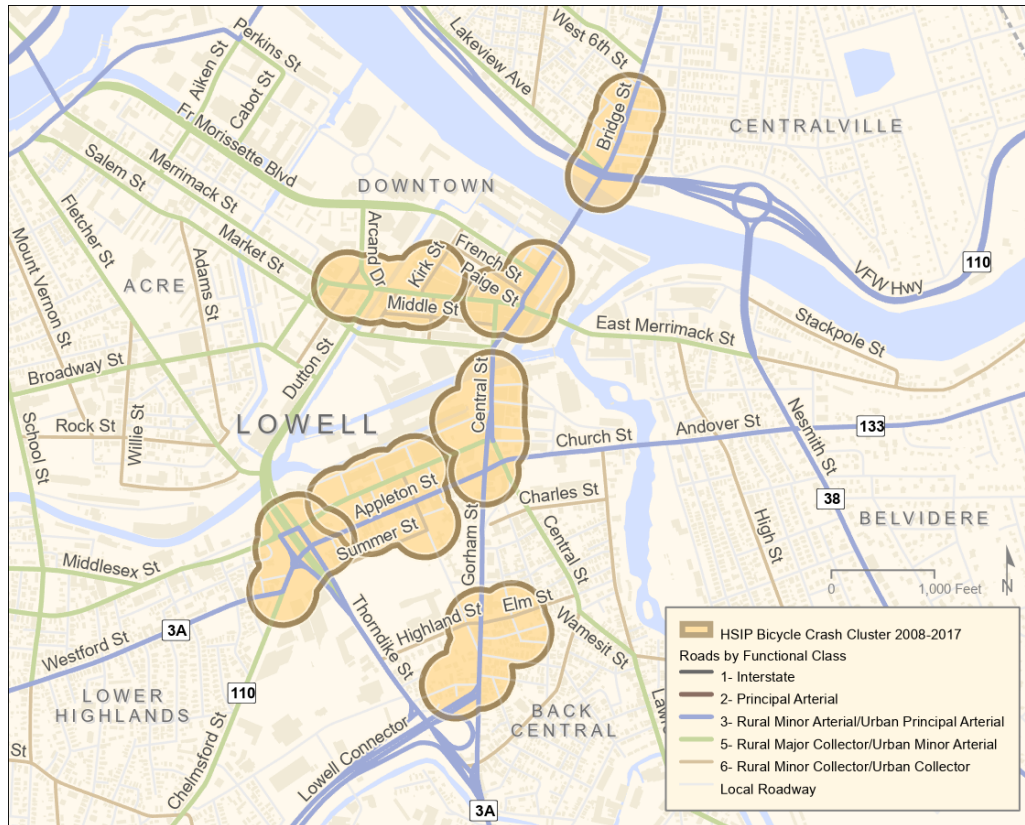 Perkins St
Aiken St
Cabot St
Lakeview Ave
West 6th St
Bridge St
CENTRALVILLE
Fr Morissette Blvd
Salem St
Merrimack St
DOWNTOWN
Market St
Fletcher St
Mount Vernon St
Adams St
ACRE
Arcand Dr
Kirk St
French St
Paige St
Middle St
110
VFW Hwy
Stackpole St
East Merrimack St
Broadway St
Dutton St
Central St
LOWELL
School St
Rock St
Willie St
Church St
Andover St
133
Nesmith St
Appleton St
Charles St
38
BELVIDERE
High St
Summer St
Gorham St
Central St
Middlesex St
Thorndike St
Highland St
Elm St
Wamesit St
0
1,000 Feet
N
Westford St
3A
LOWER
HIGHLANDS
110
Chelmsford St
Lowell Connector
BACK
CENTRAL
St
3A
HSIP Bicycle Crash Cluster 2008-2017
Roads by Functional Class
1- Interstate
2- Principal Arterial
3- Rural Minor Arterial/Urban Principal Arterial
5- Rural Major Collector/Urban Minor Arterial
6- Rural Minor Collector/Urban Collector
Local Roadway